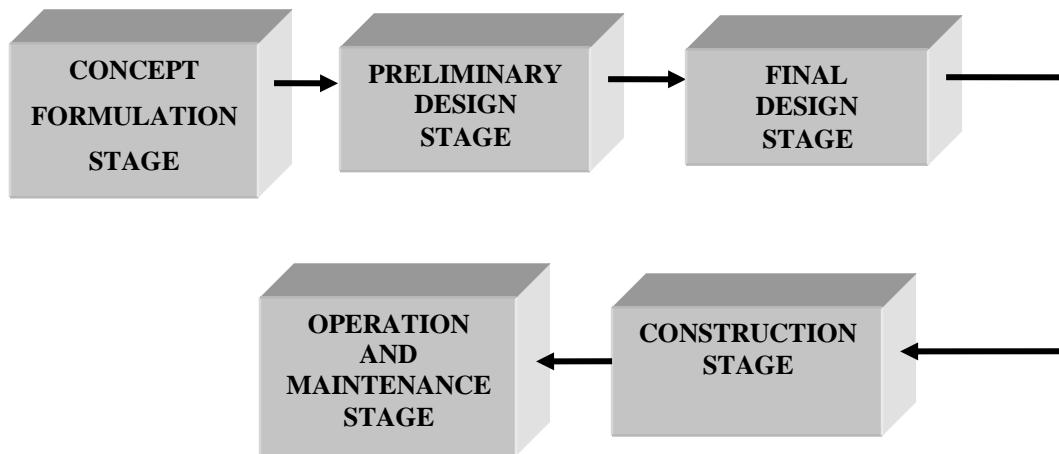 CONCEPT
FORMULATION
STAGE
PRELIMINARY
DESIGN
STAGE
FINAL
DESIGN
STAGE
OPERATION
AND
MAINTENANCE
STAGE
CONSTRUCTION
STAGE